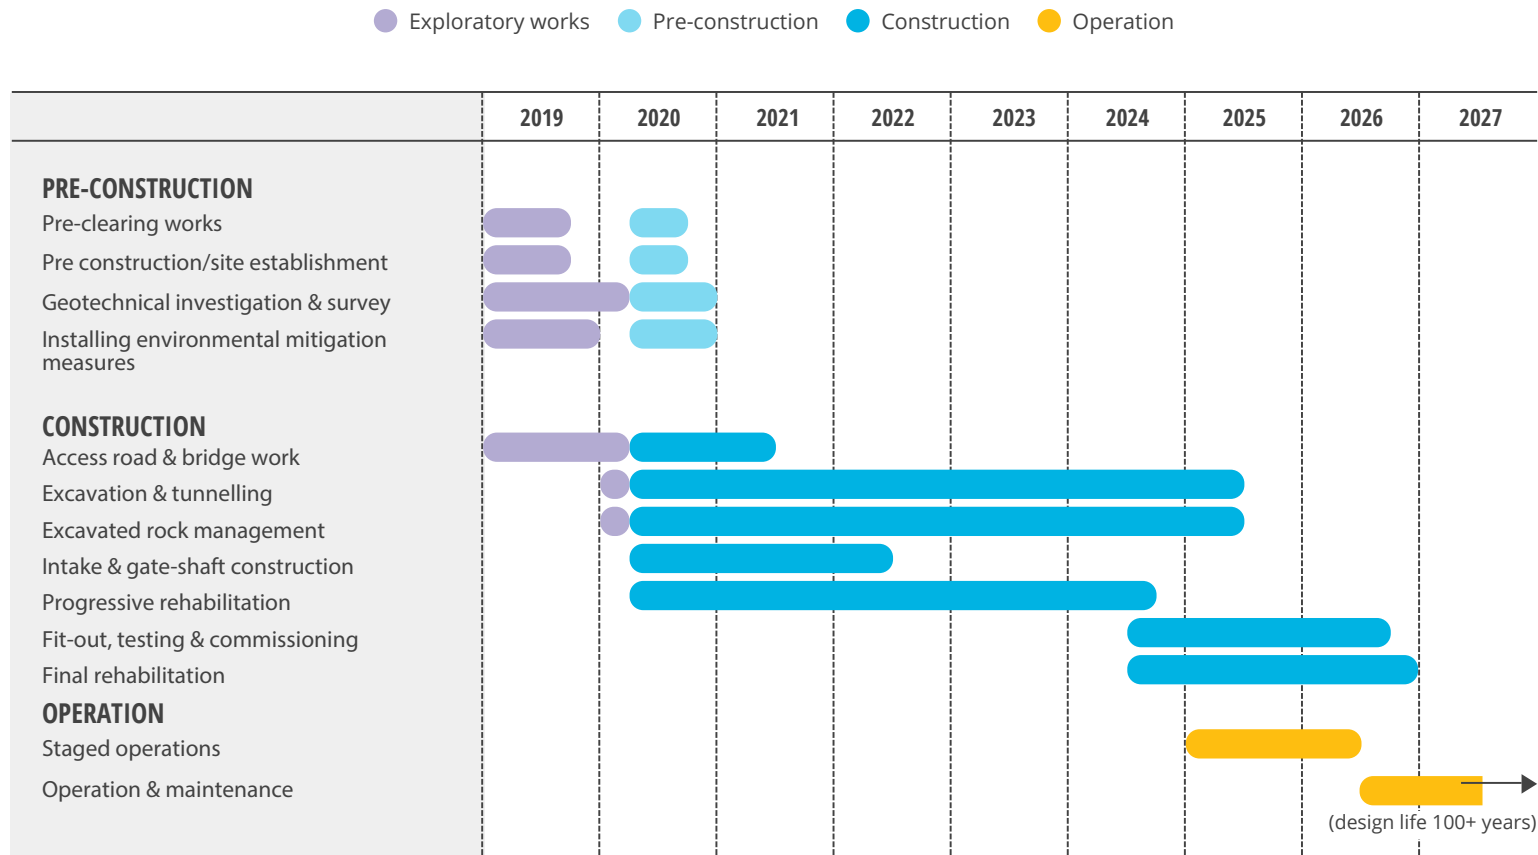 Exploratory works Pre-construction Construction Operation
2019 2020 2021 2022 2023 2024 2025 2026 2027
PRE-CONSTRUCTION
Pre-clearing works
Pre construction/site establishment
Geotechnical investigation & survey
Installing environmental mitigation
measures
CONSTRUCTION
Access road & bridge work
Excavation & tunnelling
Excavated rock management
Intake & gate-shaft construction
Progressive rehabilitation
Fit-out, testing & commissioning
Final rehabilitation
OPERATION
Staged operations
Operation & maintenance
(design life 100+ years)